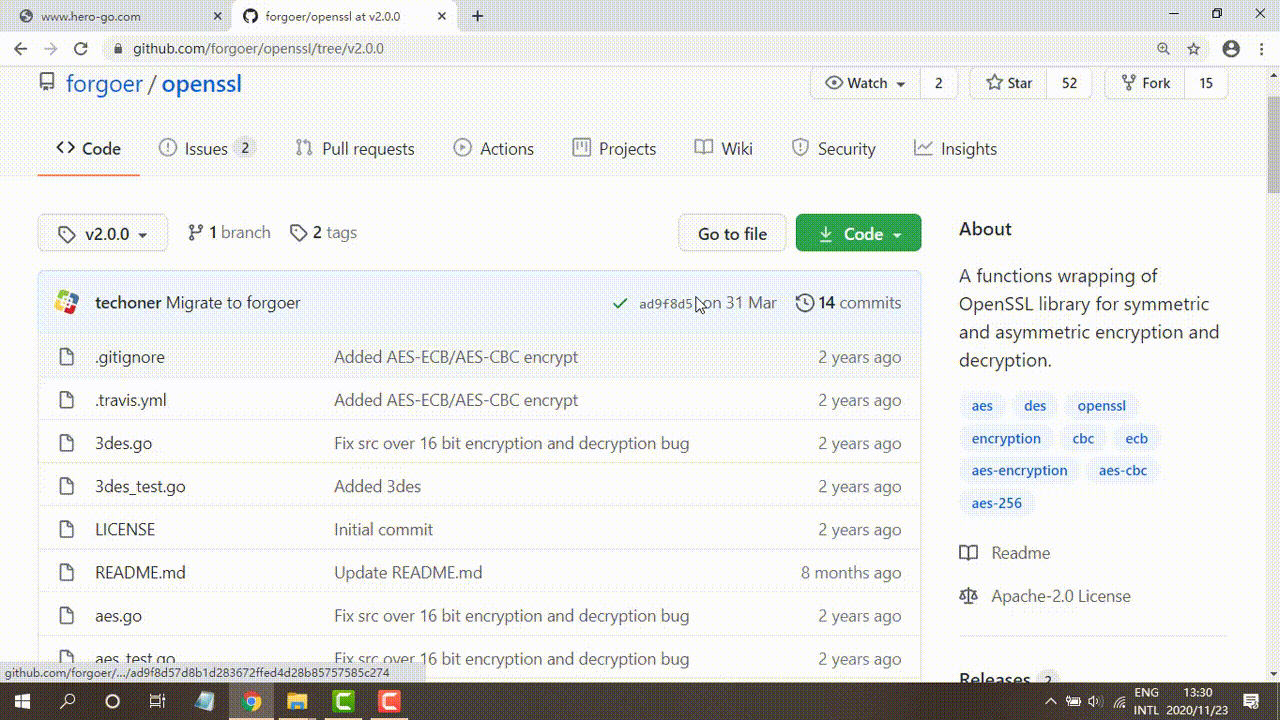 www.hero-go.com
forgoer/openssl at v2.0.0
github.com/forgoer/openssl/tree/v2.0.0
forgoer / openssl
Watch 2
Star 52
Fork 15
Code
Issues 2
Pull requests
Actions
Projects
Wiki
Security
Insights
v2.0.0
1 branch
2 tags
Go to file
Code
techoner Migrate to forgoer ad9f8d5 on 31 Mar 14 commits
.gitignore Added AES-ECB/AES-CBC encrypt 2 years ago
.travis.yml Added AES-ECB/AES-CBC encrypt 2 years ago
3des.go Fix src over 16 bit encryption and decryption bug 2 years ago
3des_test.go Added 3des 2 years ago
LICENSE Initial commit 2 years ago
README.md Update README.md 8 months ago
aes.go Fix src over 16 bit encryption and decryption bug 2 years ago
aes_test.go Fix src over 16 bit encryption and decryption bug 2 years ago
About
A functions wrapping of
OpenSSL library for symmetric
and asymmetric encryption and
decryption.
aes des openssl
encryption cbc ecb
aes-encryption aes-cbc
aes-256
Readme
Apache-2.0 License
Releases 2
github.com/forgoer/.../ad9f8d57d8b1d283672ffed4d28b85757585c274
ENG
INTL
13:30
2020/11/23